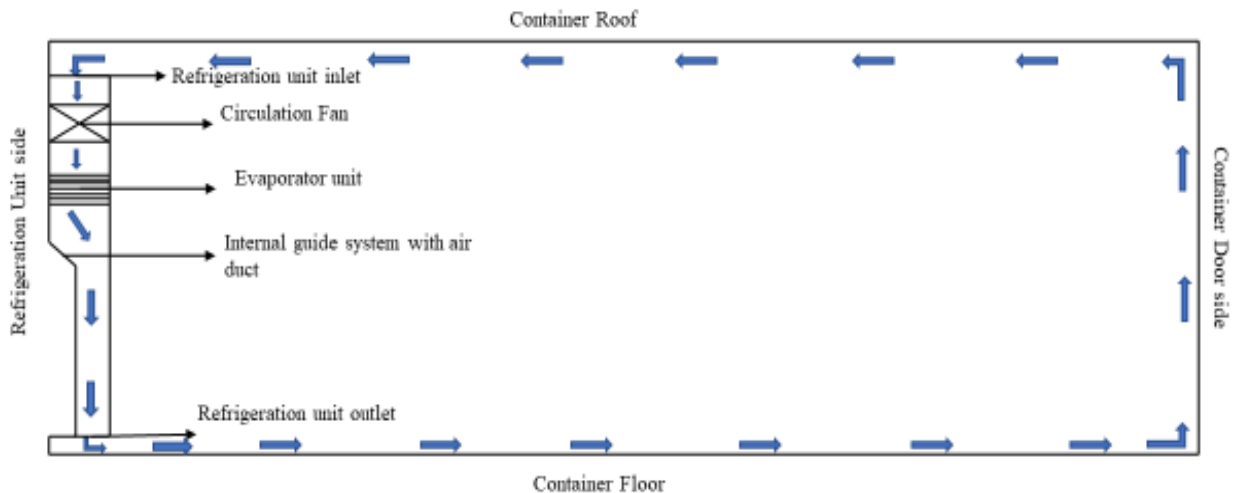 Container Roof
Refrigeration unit inlet
Circulation Fan
Refrigeration Unit side
Evaporator unit
Container Door side
Internal guide system with air
duct
Refrigeration unit outlet
Container Floor